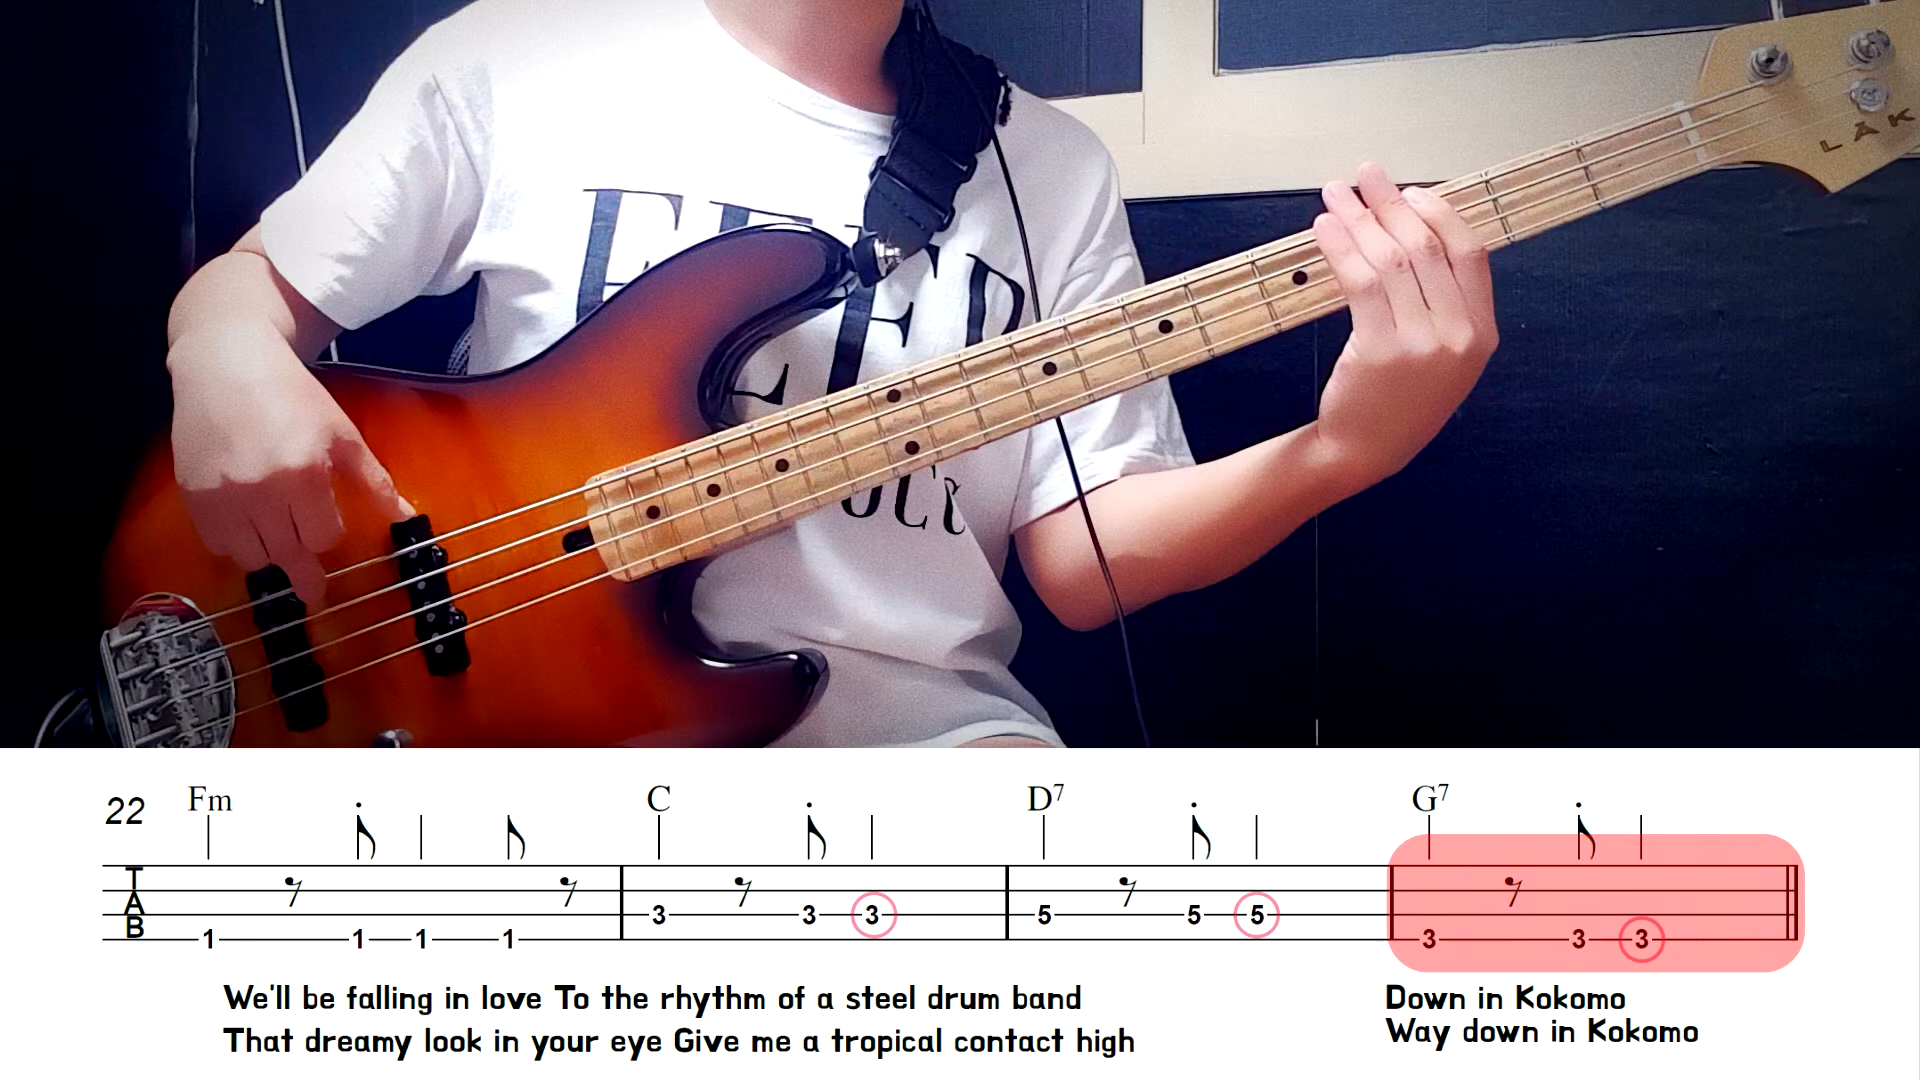 LAK
22 Fm C D7 G7
T
A
B
1 1 1 1 3 3 3 5 5 5 3 3 3
We'll be falling in love To the rhythm of a steel drum band
That dreamy look in your eye Give me a tropical contact high
Down in Kokomo
Way down in Kokomo